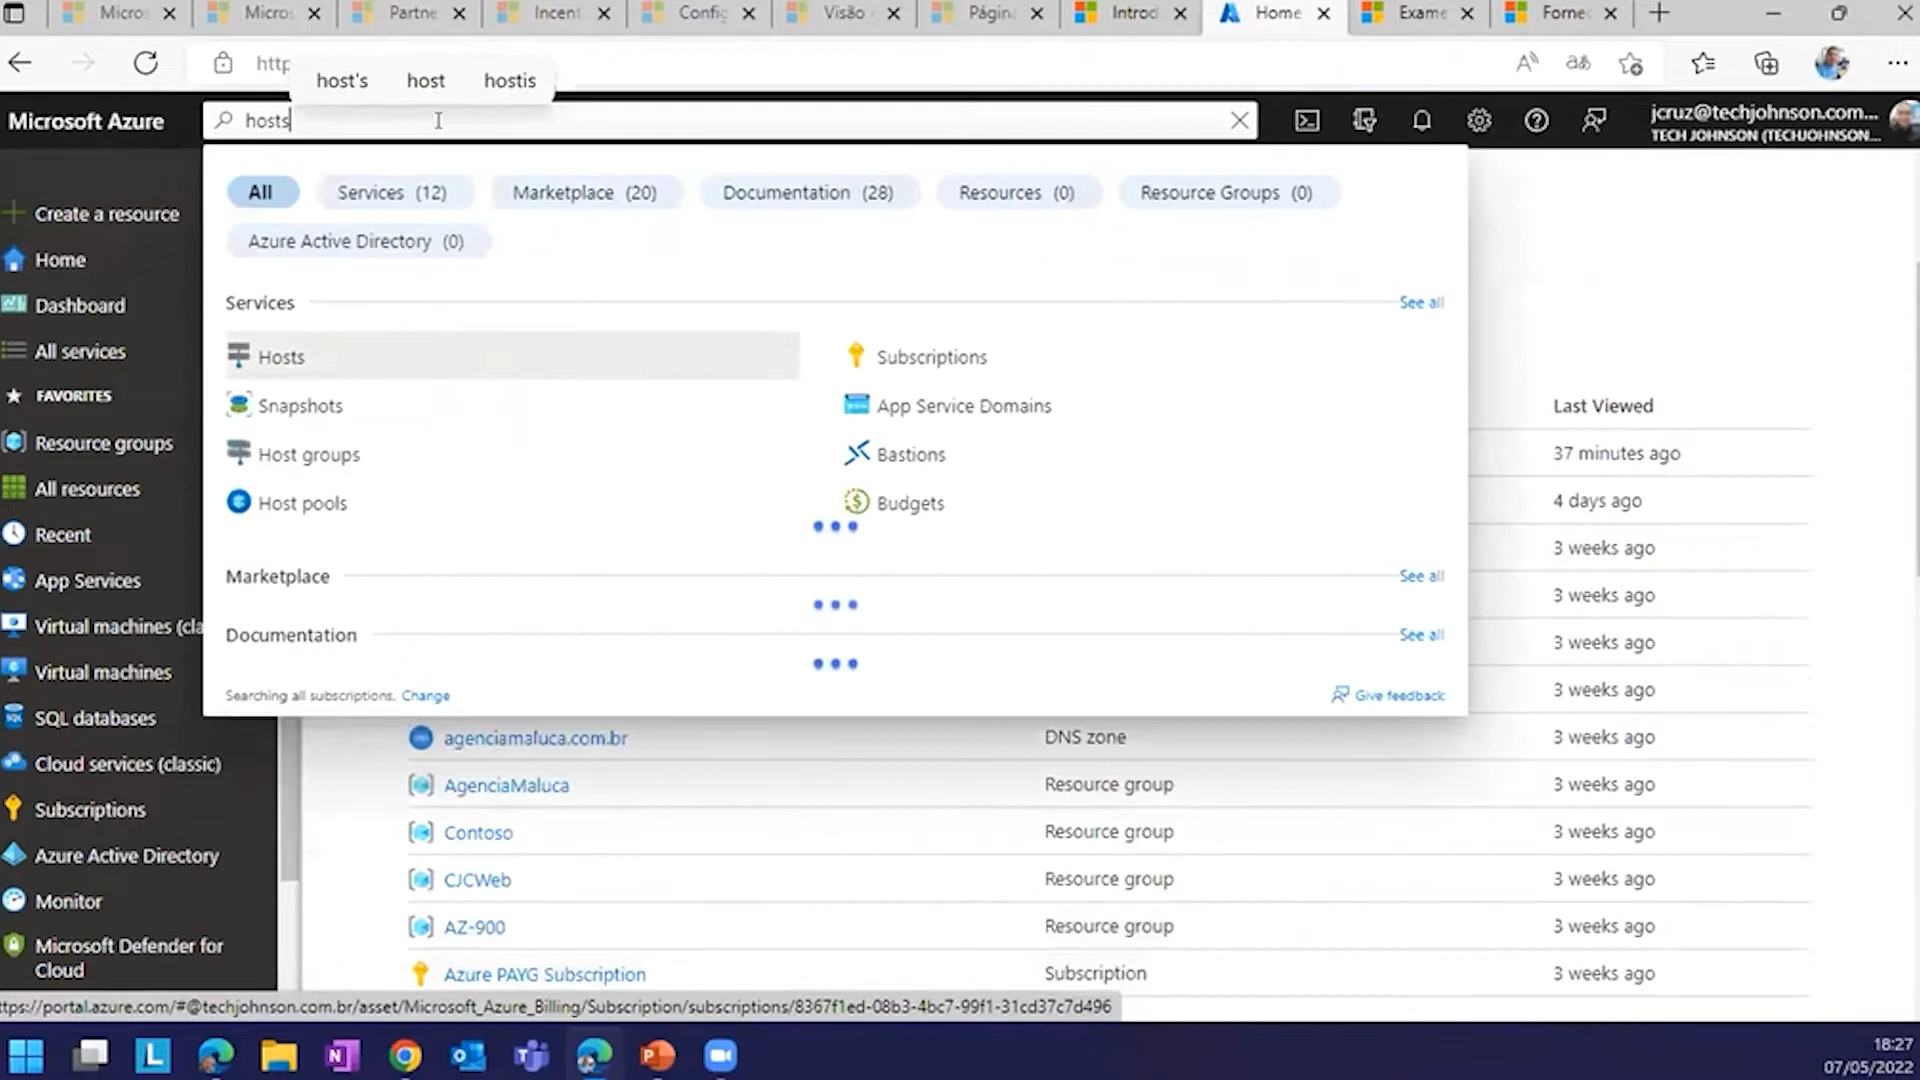 Micros
Micros
Partne
Incent
Config
Visão
Página
Introd
Home
Exame
Fornec
http
host's host hostis
Microsoft Azure
hosts
jcruz@techjohnson.com...
TECH JOHNSON (TECHJOHNSON....
All
Services (12)
Marketplace (20)
Documentation (28)
Resources (0)
Resource Groups (0)
Azure Active Directory (0)
Create a resource
Home
Dashboard
All services
FAVORITES
Resource groups
All resources
Recent
App Services
Virtual machines (cla
Virtual machines
SQL databases
Cloud services (classic)
Subscriptions
Azure Active Directory
Monitor
Microsoft Defender for
Cloud
Services
See all
Hosts
Subscriptions
Snapshots
App Service Domains
Host groups
Bastions
Host pools
Budgets
Marketplace
See all
Documentation
See all
Searching all subscriptions. Change
Give feedback
Last Viewed
37 minutes ago
4 days ago
3 weeks ago
3 weeks ago
3 weeks ago
3 weeks ago
agenciamaluca.com.br DNS zone 3 weeks ago
AgenciaMaluca Resource group 3 weeks ago
Contoso Resource group 3 weeks ago
CJCWeb Resource group 3 weeks ago
AZ-900 Resource group 3 weeks ago
Azure PAYG Subscription Subscription 3 weeks ago
ttps://portal.azure.com/#@techjohnson.com.br/asset/Microsoft_Azure_Billing/Subscription/subscriptions/8367f1ed-08b3-4bc7-99f1-31cd37c7d496
18:27
07/05/2022